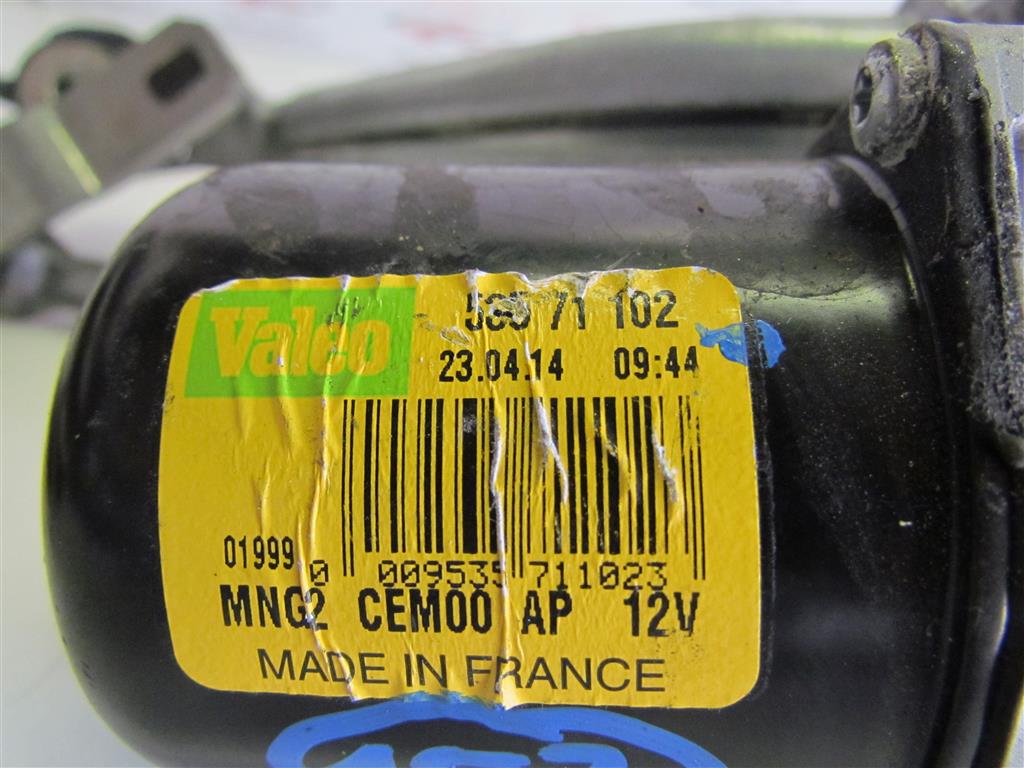 Valeo
535 71 102
23.04.14 09:44
01999
0 009535 711023
MNG2 CEM00 AP 12V
MADE IN FRANCE